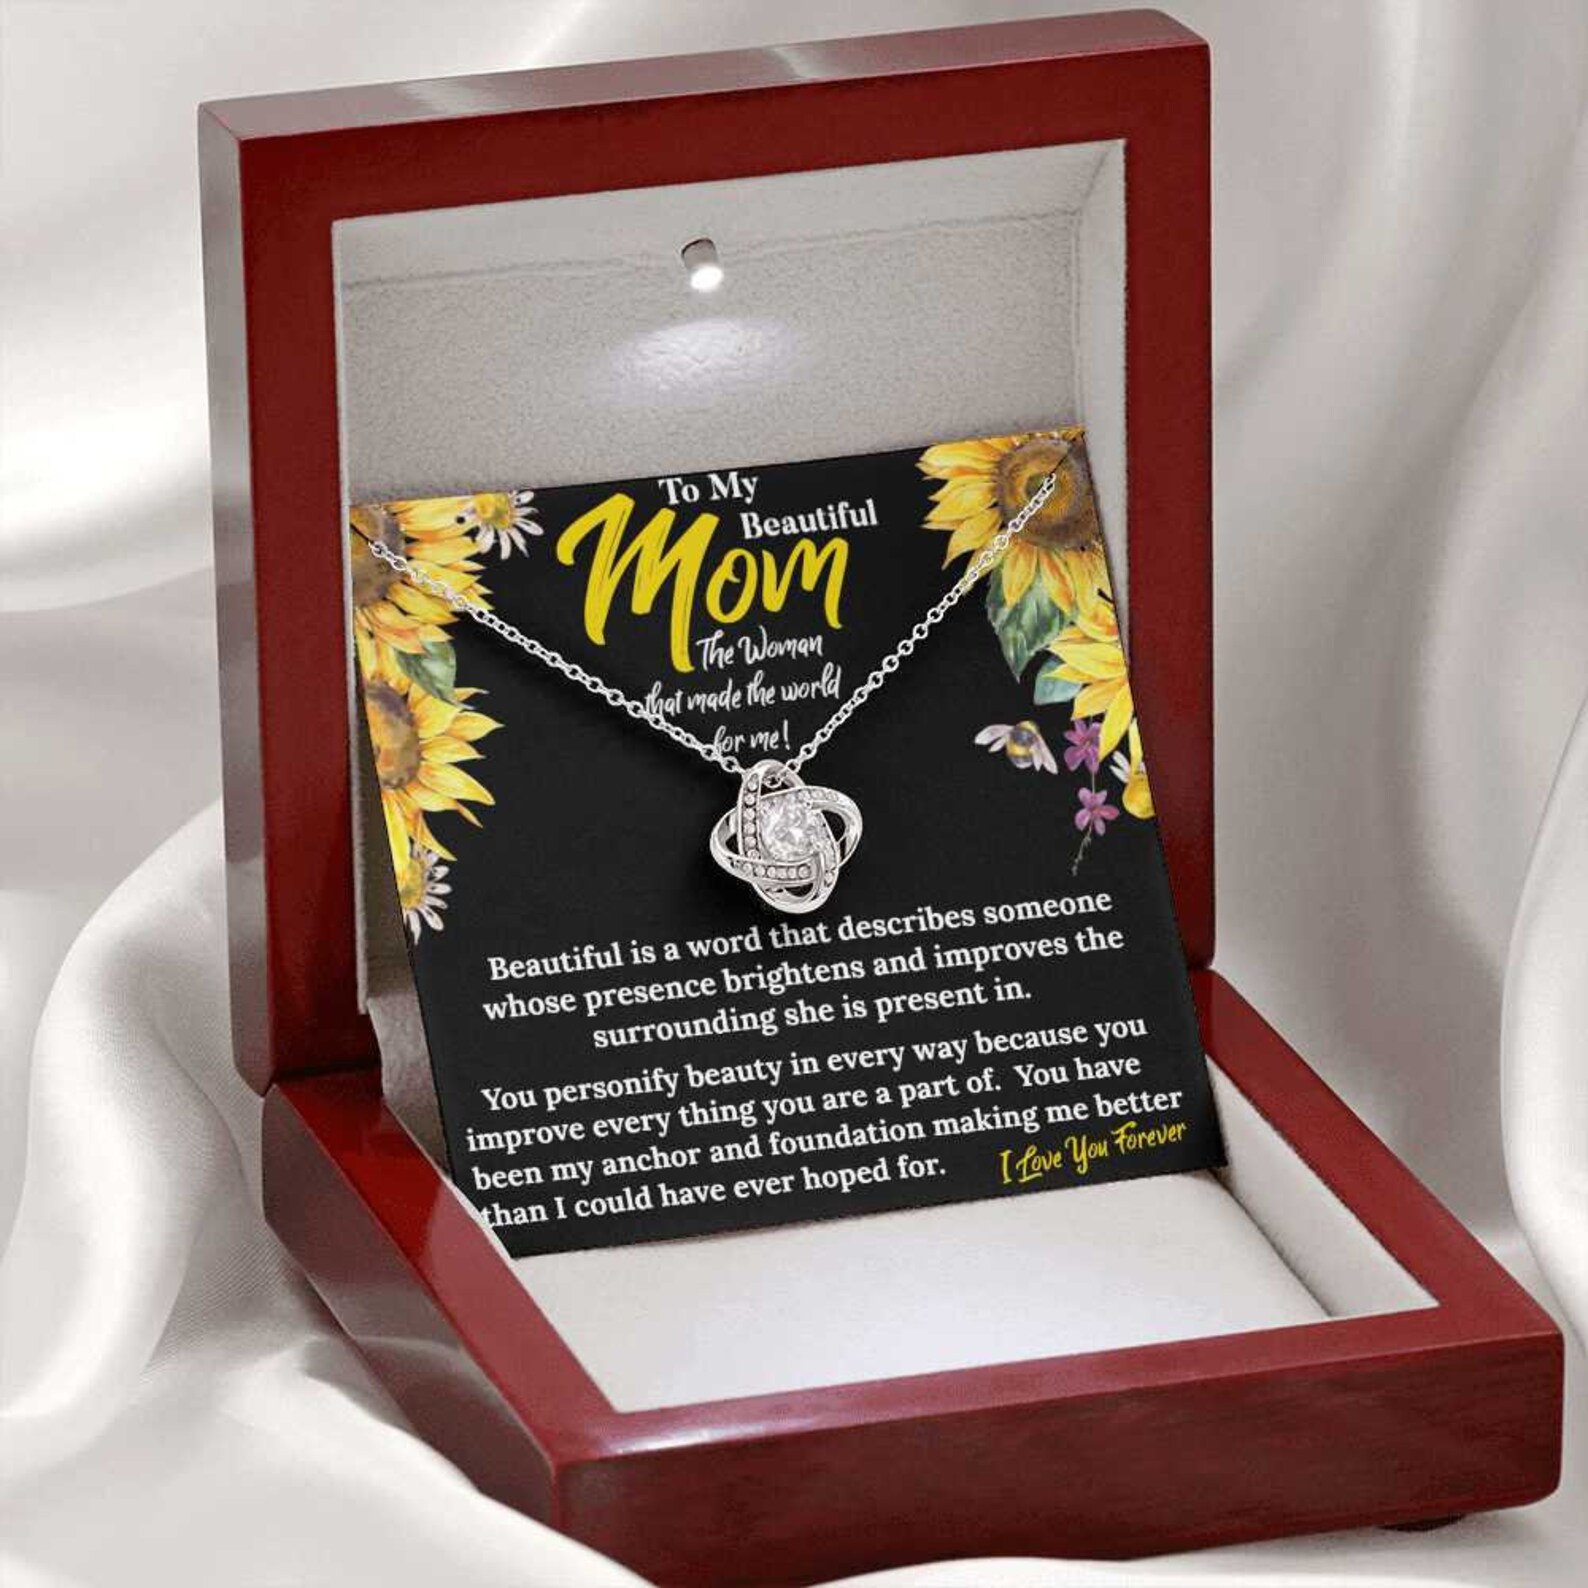 To My
Beautiful
Mom
The Woman
that made the world
for me!
Beautiful is a word that describes someone
whose presence brightens and improves the
surrounding she is present in.
You personify beauty in every way because you
improve every thing you are a part of. You have
been my anchor and foundation making me better
than I could have ever hoped for.
I Love You Forever